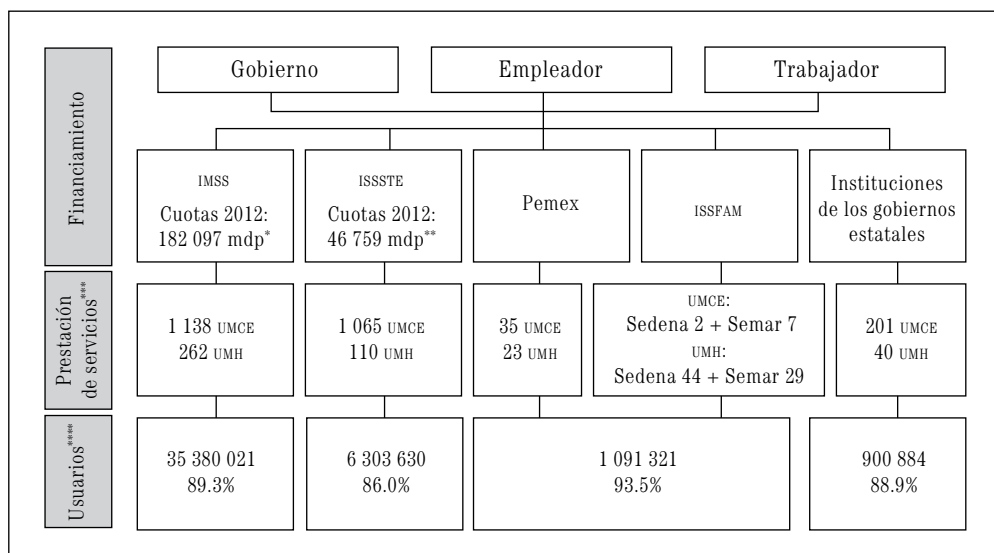 Financiamiento
Gobierno
Empleador
Trabajador
IMSS
Cuotas 2012:
182 097 mdp*
ISSSTE
Cuotas 2012:
46 759 mdp**
Pemex
ISSFAM
Instituciones
de los gobiernos
estatales
Prestación
de servicios***
1 138 UMCE
262 UMH
1 065 UMCE
110 UMH
35 UMCE
23 UMH
UMCE:
Sedena 2 + Semar 7
UMH:
Sedena 44 + Semar 29
201 UMCE
40 UMH
Usuarios****
35 380 021
89.3%
6 303 630
86.0%
1 091 321
93.5%
900 884
88.9%